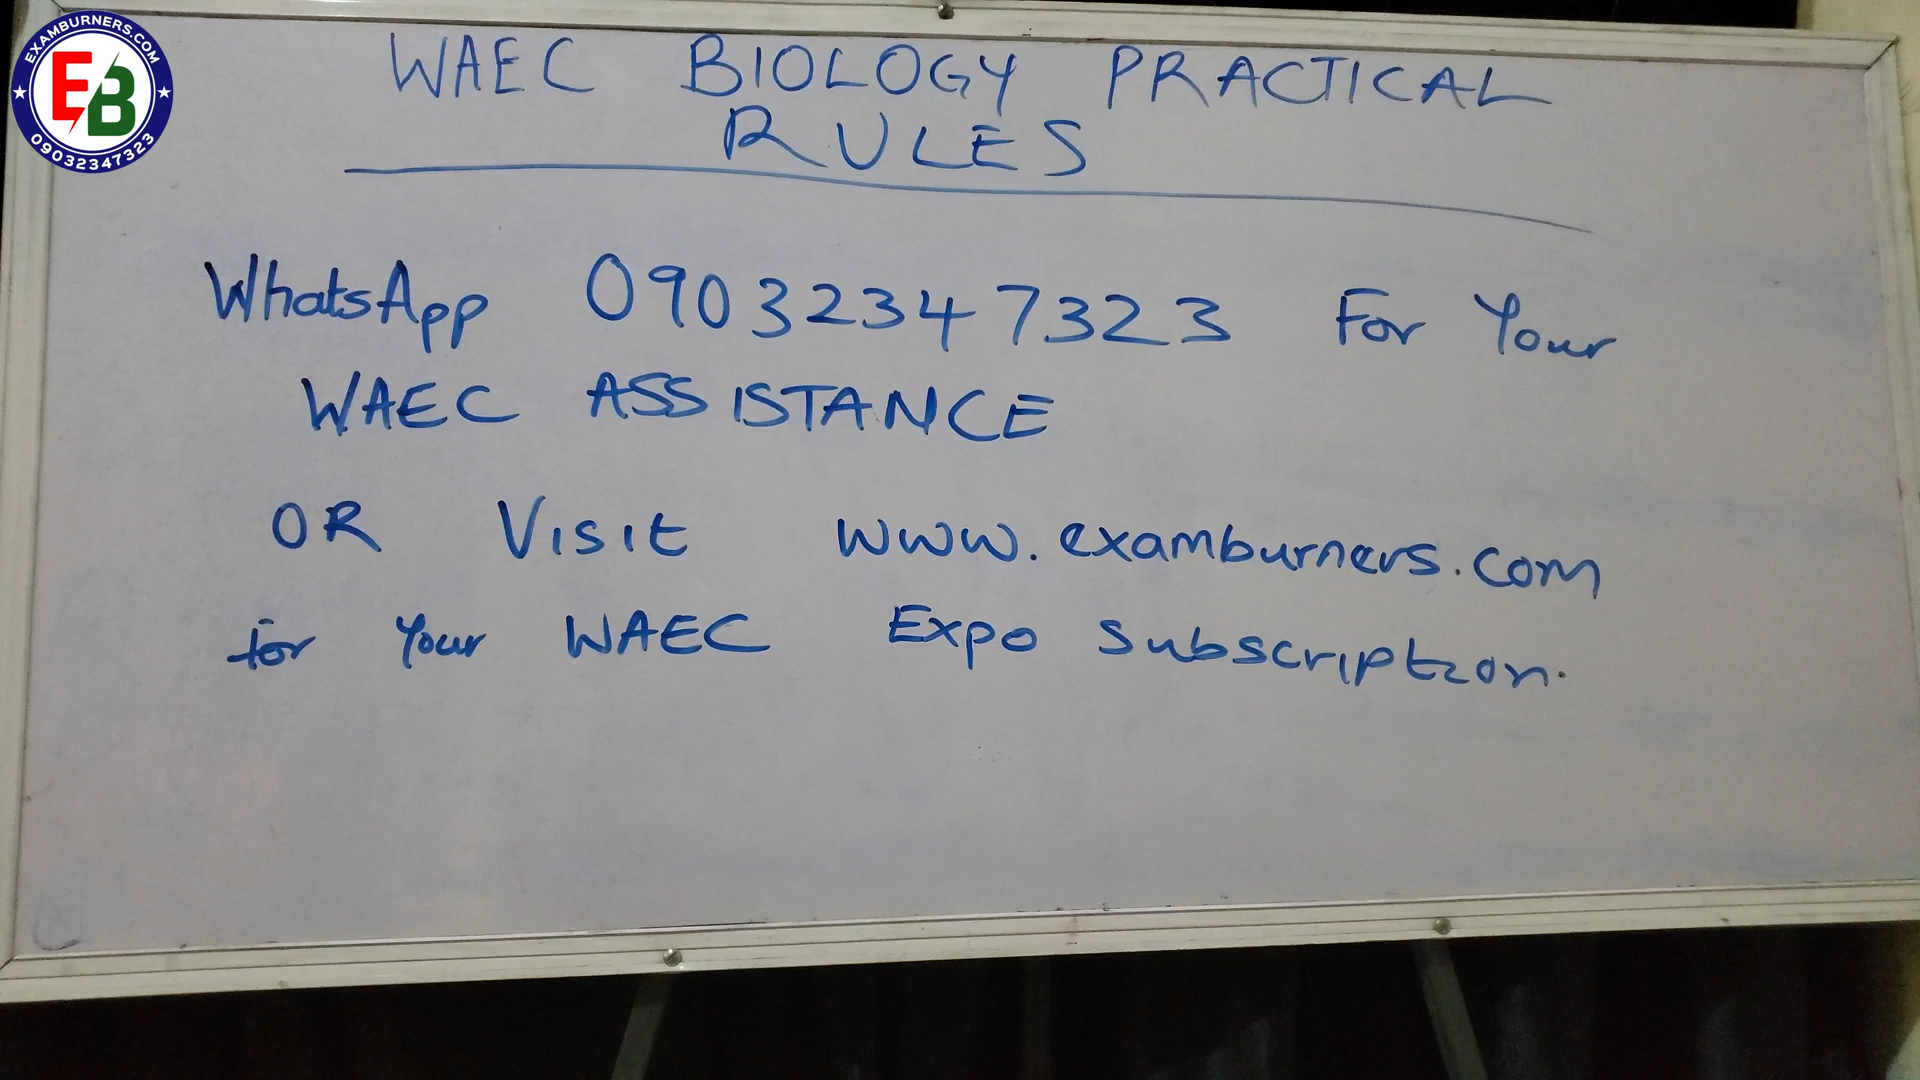 EXAMBURNERS.COM
EB
09032347323
WAEC BIOLOGY PRACTICAL
RULES
WhatsApp 09032347323 For Your
WAEC ASSISTANCE
OR Visit www.examburners.com
for Your WAEC Expo Subscription.